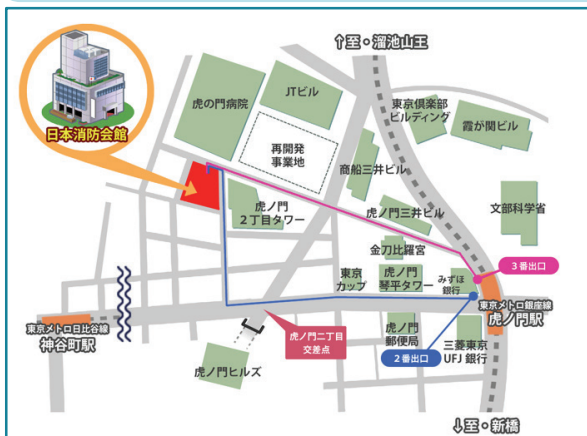 ↑至・溜池山王
日本消防会館
虎の門病院
JTビル
再開発
事業地
商船三井ビル
東京倶楽部
ビルディング
霞が関ビル
虎ノ門
2丁目タワー
虎ノ門三井ビル
文部科学省
金刀比羅宮
東京
カップ
虎ノ門
琴平タワー
みずほ
銀行
3番出口
東京メトロ銀座線
虎ノ門駅
東京メトロ日比谷線
神谷町駅
虎ノ門二丁目
交差点
虎ノ門
郵便局
三菱東京
UFJ 銀行
2番出口
虎ノ門ヒルズ
↓至・新橋